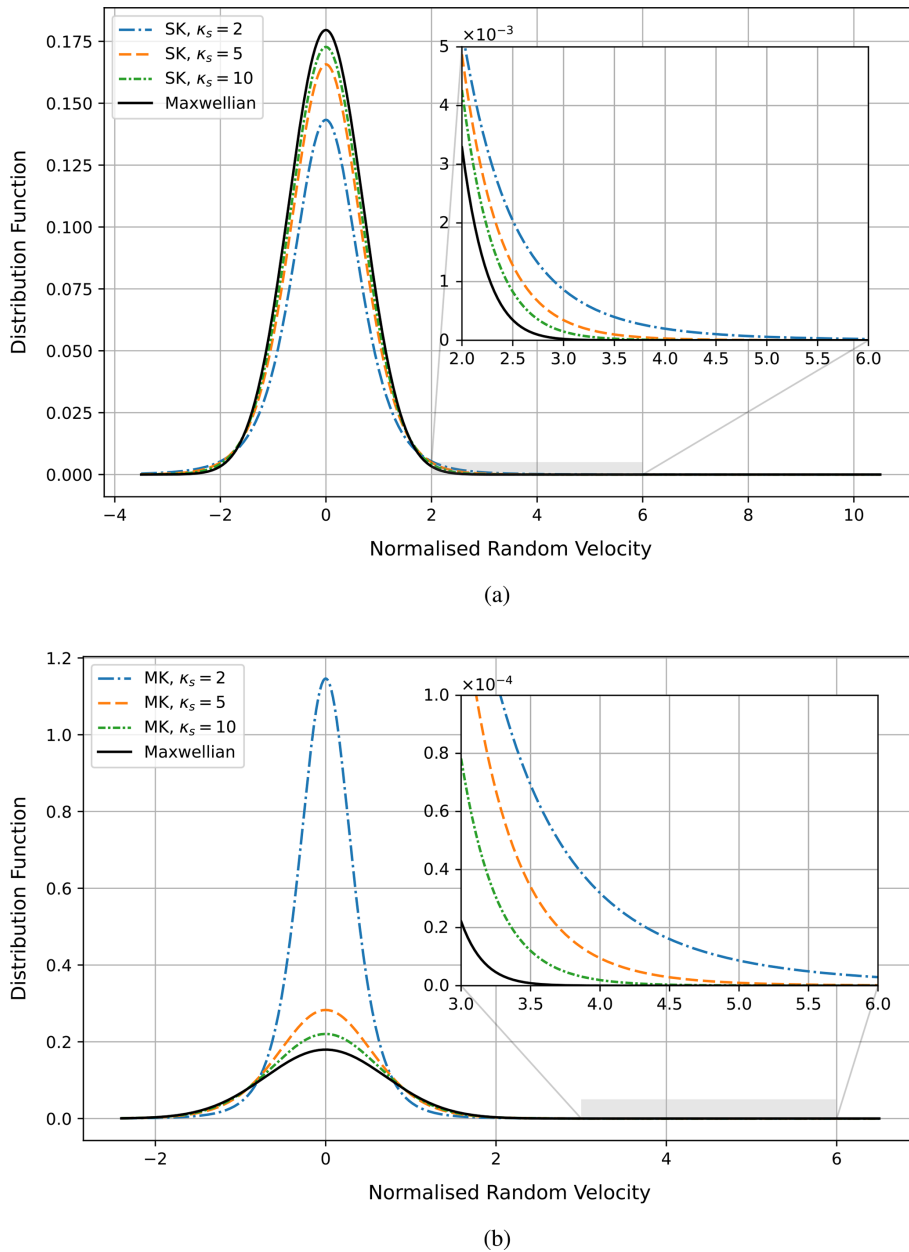 SK, κₛ = 2
SK, κₛ = 5
SK, κₛ = 10
Maxwellian
0.175
0.150
0.125
0.100
0.075
0.050
0.025
0.000
Distribution Function
×10⁻³
5
4
3
2
1
0
2.0 2.5 3.0 3.5 4.0 4.5 5.0 5.5 6.0
−4 −2 0 2 4 6 8 10
Normalised Random Velocity
(a)
MK, κₛ = 2
MK, κₛ = 5
MK, κₛ = 10
Maxwellian
1.2
1.0
0.8
0.6
0.4
0.2
0.0
Distribution Function
×10⁻⁴
1.0
0.8
0.6
0.4
0.2
0.0
3.0 3.5 4.0 4.5 5.0 5.5 6.0
−2 0 2 4 6
Normalised Random Velocity
(b)